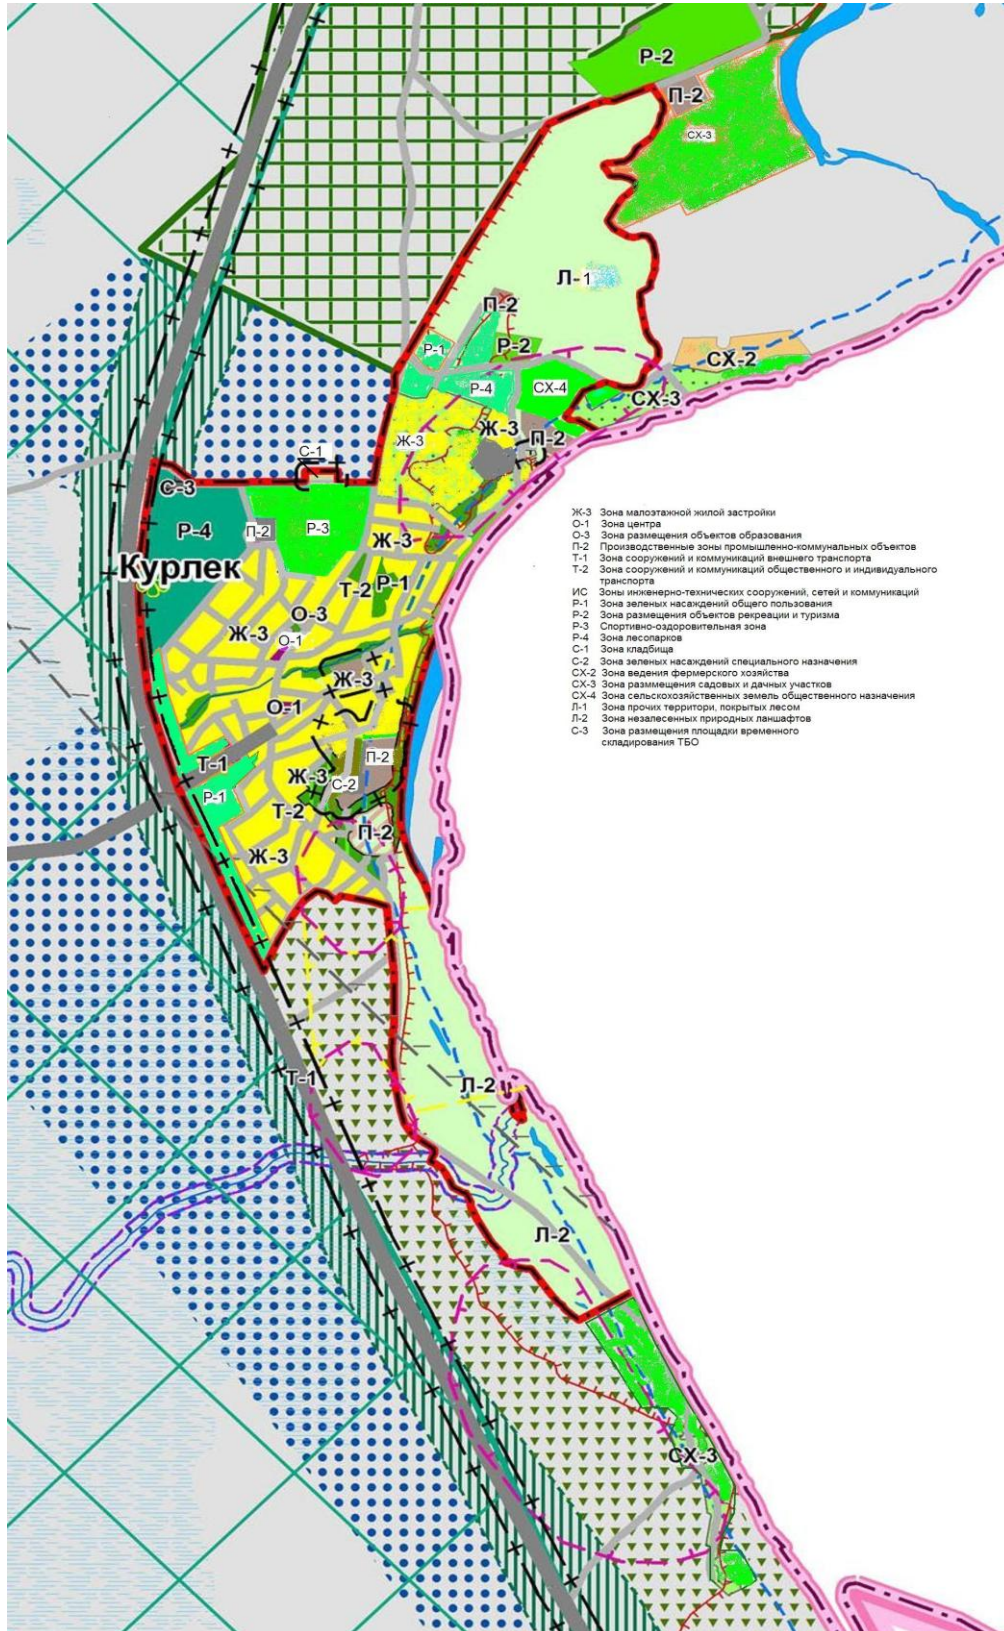 Р-2
П-2
СХ-3
Л-1
П-2
Р-1
Р-2
СХ-2
Р-4
СХ-4
СХ-3
Ж-3
Ж-3
П-2
С-1
С-3
Р-4
П-2
Р-3
Ж-3
Курлек
Т-2
Р-1
О-3
Ж-3
О-1
Ж-3
О-1
Т-1
П-2
Ж-3
С-2
Р-1
Т-2
П-2
Ж-3
Т-1
Л-2
Л-2
СХ-3
Ж-3 Зона малоэтажной жилой застройки
О-1 Зона центра
О-3 Зона размещения объектов образования
П-2 Производственные зоны промышленно-коммунальных объектов
Т-1 Зона сооружений и коммуникаций внешнего транспорта
Т-2 Зона сооружений и коммуникаций общественного и индивидуального
транспорта
ИС Зоны инженерно-технических сооружений, сетей и коммуникаций
Р-1 Зона зеленых насаждений общего пользования
Р-2 Зона размещения объектов рекреации и туризма
Р-3 Спортивно-оздоровительная зона
Р-4 Зона лесопарков
С-1 Зона кладбища
С-2 Зона зеленых насаждений специального назначения
СХ-2 Зона ведения фермерского хозяйства
СХ-3 Зона разммещения садовых и дачных участков
СХ-4 Зона сельскохозяйственных земель общественного назначения
Л-1 Зона прочих территори, покрытых лесом
Л-2 Зона незалесенных природных ланшафтов
С-3 Зона размещения площадки временного
складирования ТБО